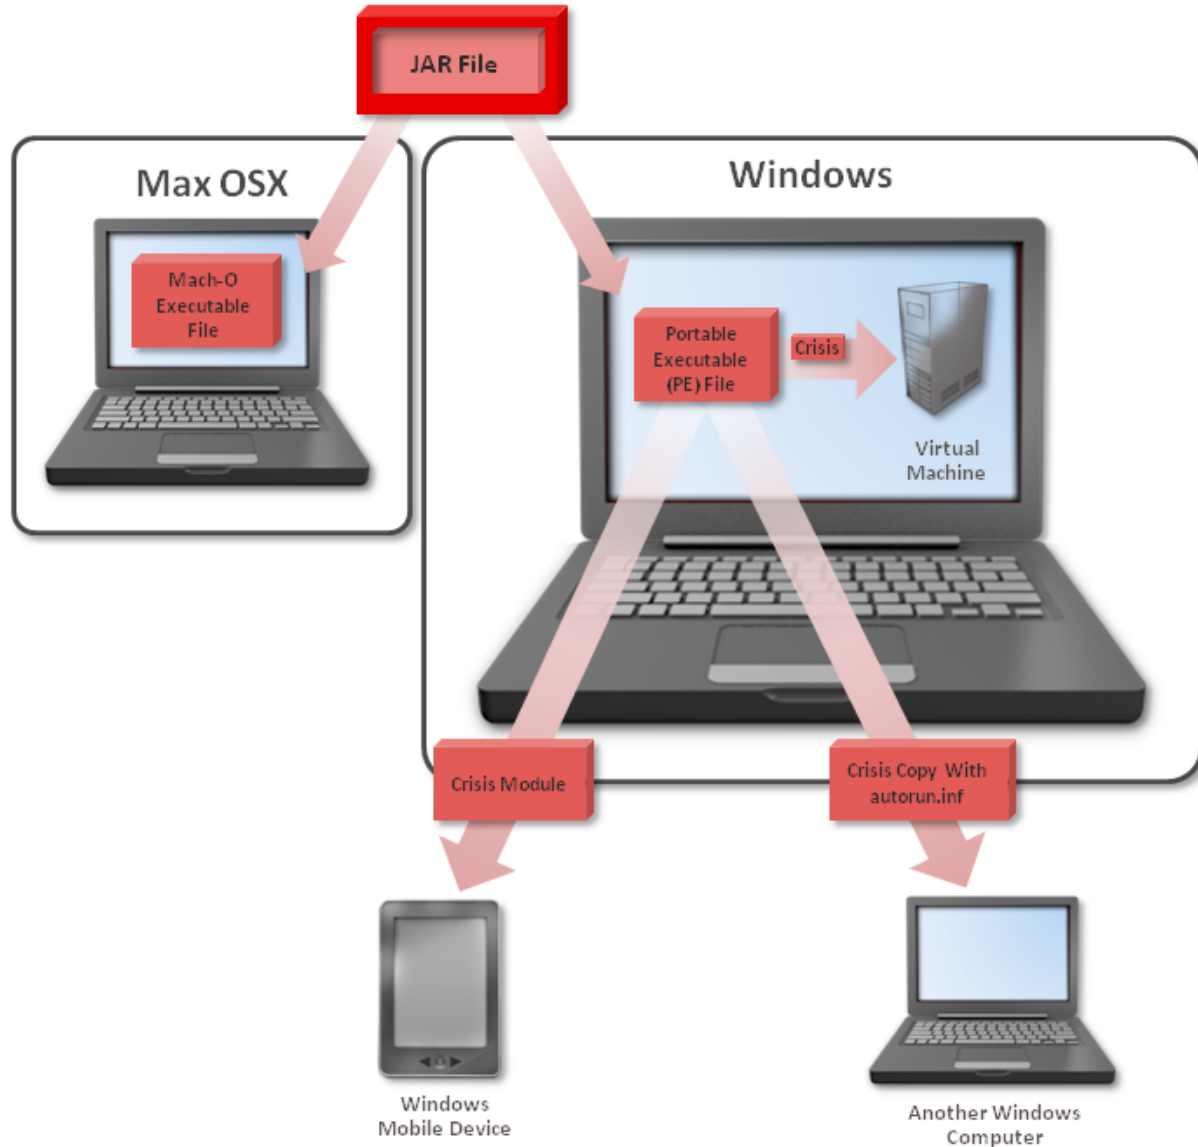 JAR File
Max OSX
Windows
Mach-O
Executable
File
Portable
Executable
(PE) File
Crisis
Virtual
Machine
Crisis Module
Crisis Copy With
autorun.inf
Windows
Mobile Device
Another Windows
Computer